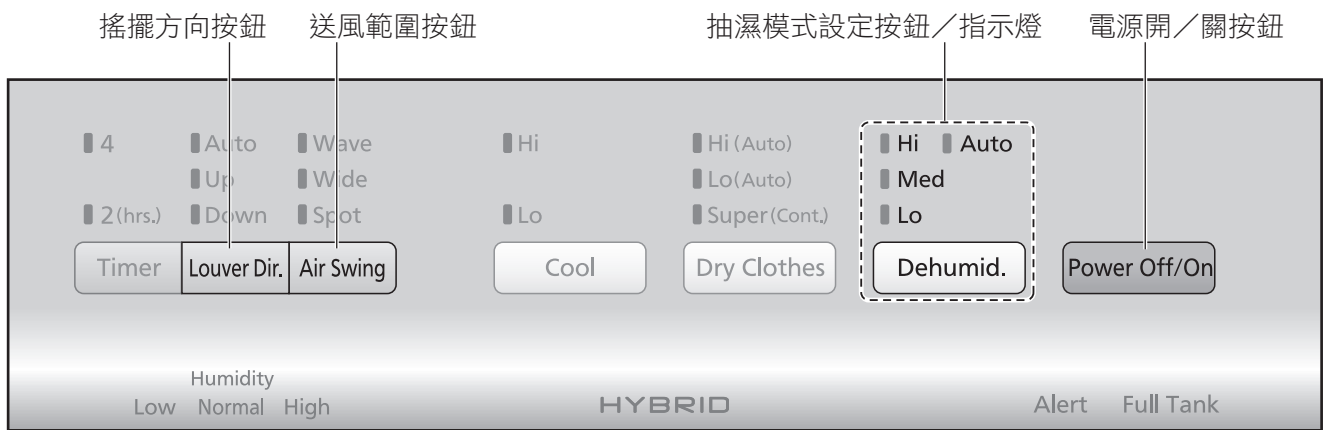 搖擺方向按鈕 送風範圍按鈕 抽濕模式設定按鈕／指示燈 電源開／關按鈕
4 Auto Wave Hi Hi (Auto) Hi Auto
Up Wide Lo (Auto) Med
2 (hrs.) Down Spot Lo Super (Cont.) Lo
Timer Louver Dir. Air Swing Cool Dry Clothes Dehumid. Power Off/On
Humidity
Low Normal High HYBRID Alert Full Tank